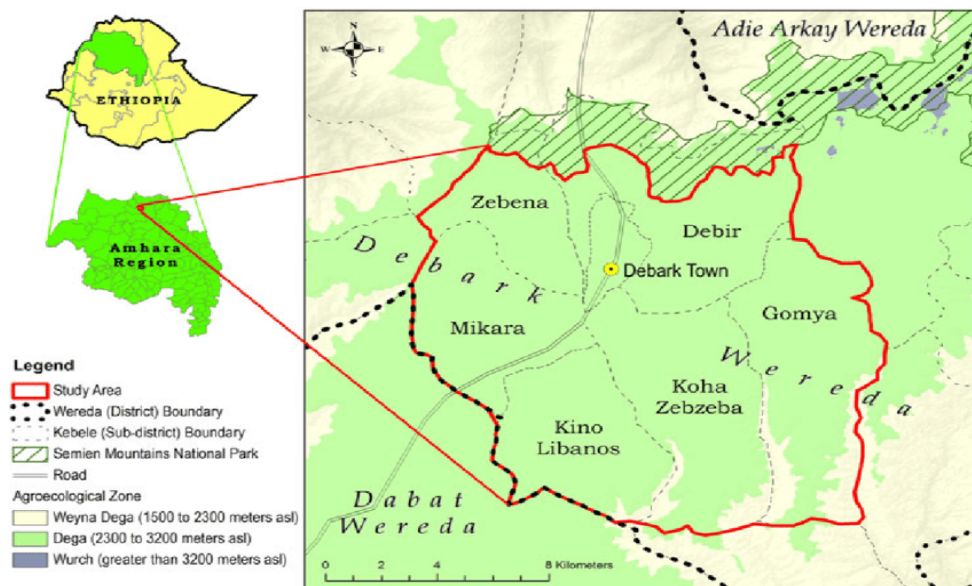 N
W E
S
ETHIOPIA
Amhara
Region
Legend
Study Area
Wereda (District) Boundary
Kebele (Sub-district) Boundary
Semien Mountains National Park
Road
Agroecological Zone
Weyna Dega (1500 to 2300 meters asl)
Dega (2300 to 3200 meters asl)
Wurch (greater than 3200 meters asl)
Adie Arkay Wereda
Zebena
Debir
Debark
Debark Town
Mikara
Gomya
Wereda
Koha
Zebzeba
Kino
Libanos
Dabat
Wereda
0 2 4 8 Kilometers